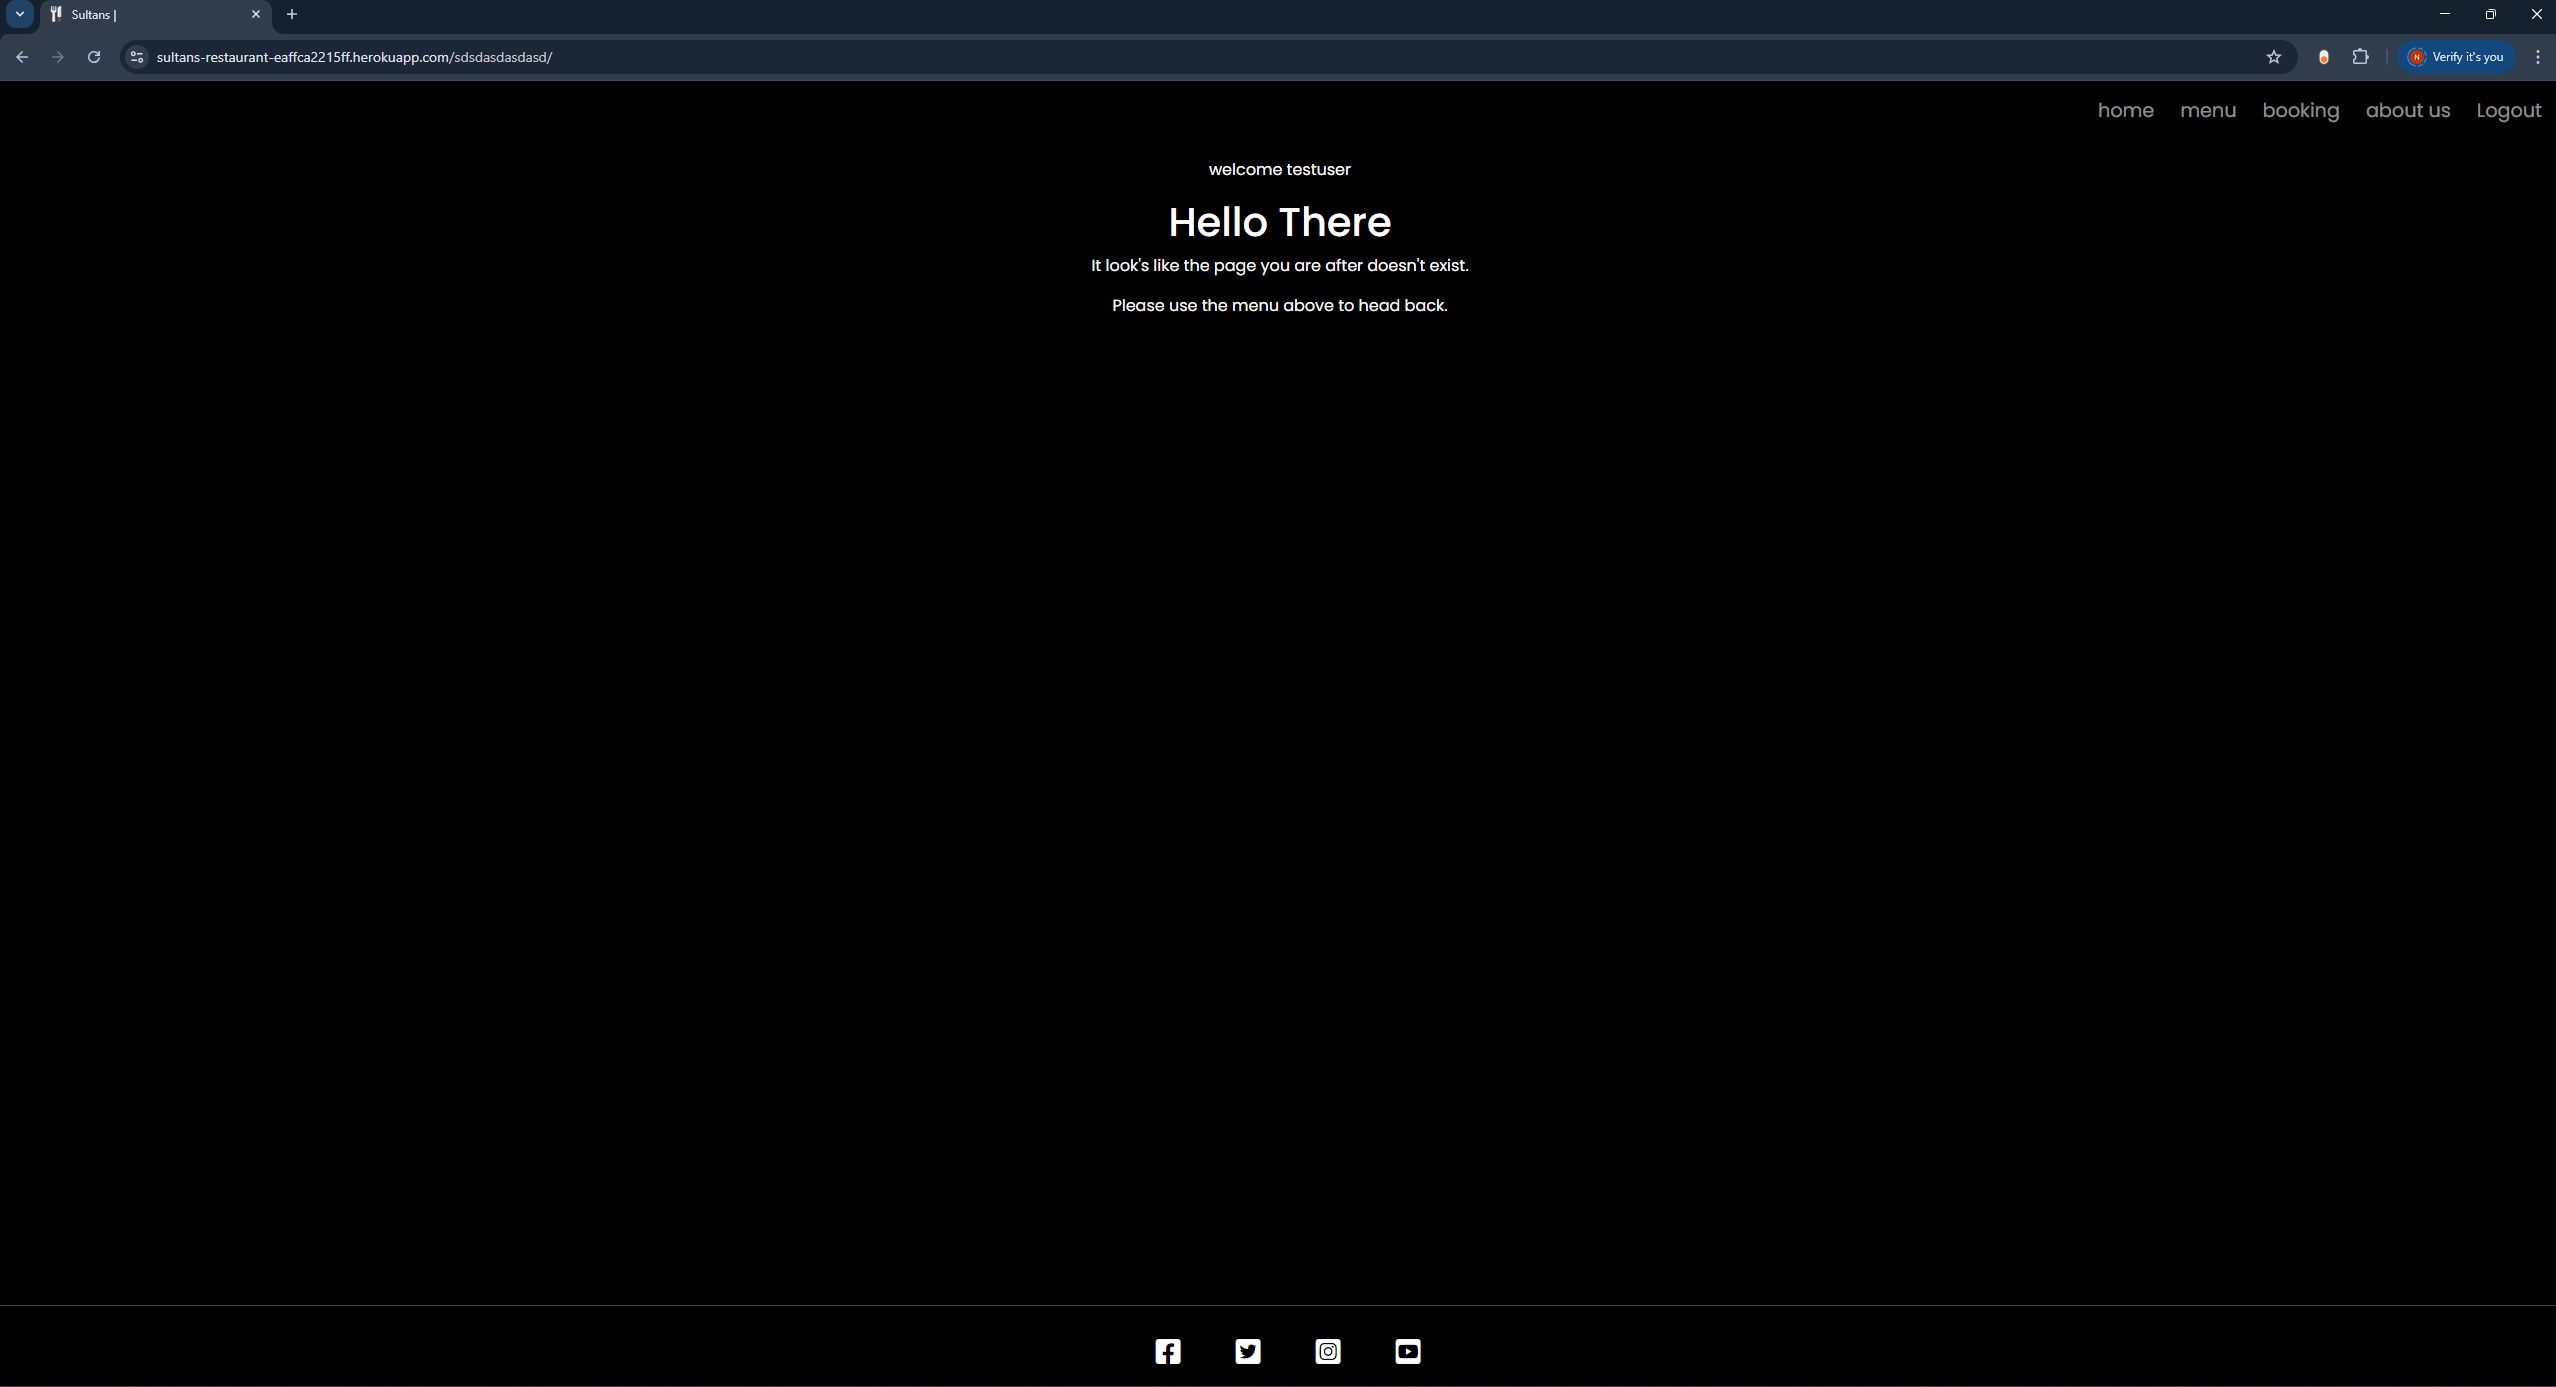 Sultans |
sultans-restaurant-eaffca2215ff.herokuapp.com/sdsdasdasdasd/
N Verify it's you
home menu booking about us Logout
welcome testuser
Hello There
It look's like the page you are after doesn't exist.
Please use the menu above to head back.